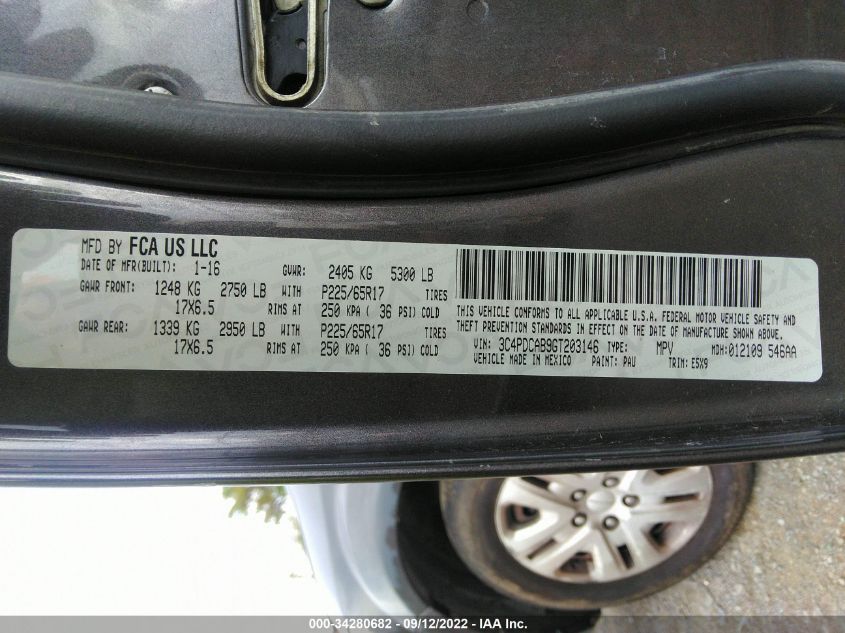 MFD BY FCA US LLC
DATE OF MFR(BUILT): 1-16 GVWR: 2405 KG 5300 LB
GAWR FRONT: 1248 KG 2750 LB WITH P225/65R17 TIRES
17X6.5 RIMS AT 250 KPA ( 36 PSI) COLD
GAWR REAR: 1339 KG 2950 LB WITH P225/65R17 TIRES
17X6.5 RIMS AT 250 KPA ( 36 PSI) COLD
THIS VEHICLE CONFORMS TO ALL APPLICABLE U.S.A. FEDERAL MOTOR VEHICLE SAFETY AND
THEFT PREVENTION STANDARDS IN EFFECT ON THE DATE OF MANUFACTURE SHOWN ABOVE.
VIN: 3C4PDCAB9GT203146 TYPE: MPV MDH:012109 546AA
VEHICLE MADE IN MEXICO PAINT: PAU TRIM: ESX9
000-34280682 - 09/12/2022 - IAA Inc.